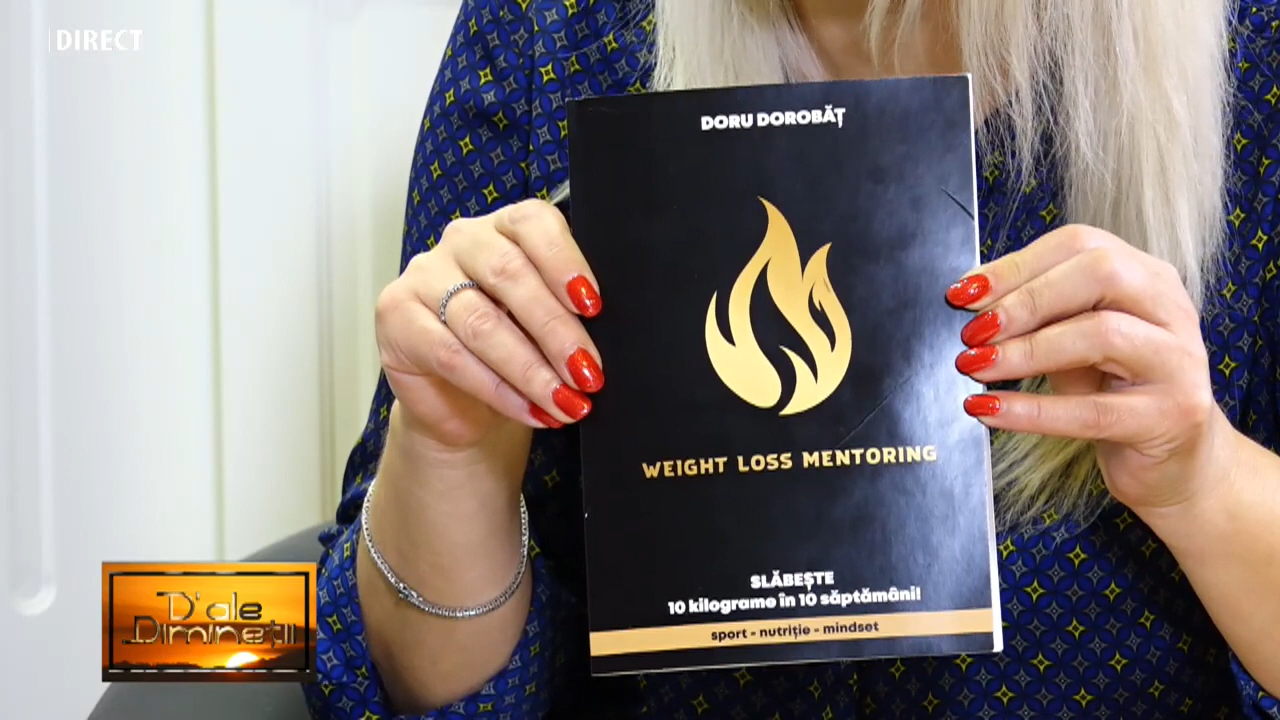 DIRECT
DORU DOROBĂȚ
WEIGHT LOSS MENTORING
SLĂBEȘTE
10 kilograme în 10 săptămâni!
sport - nutriție - mindset
D'ale
Dimineții